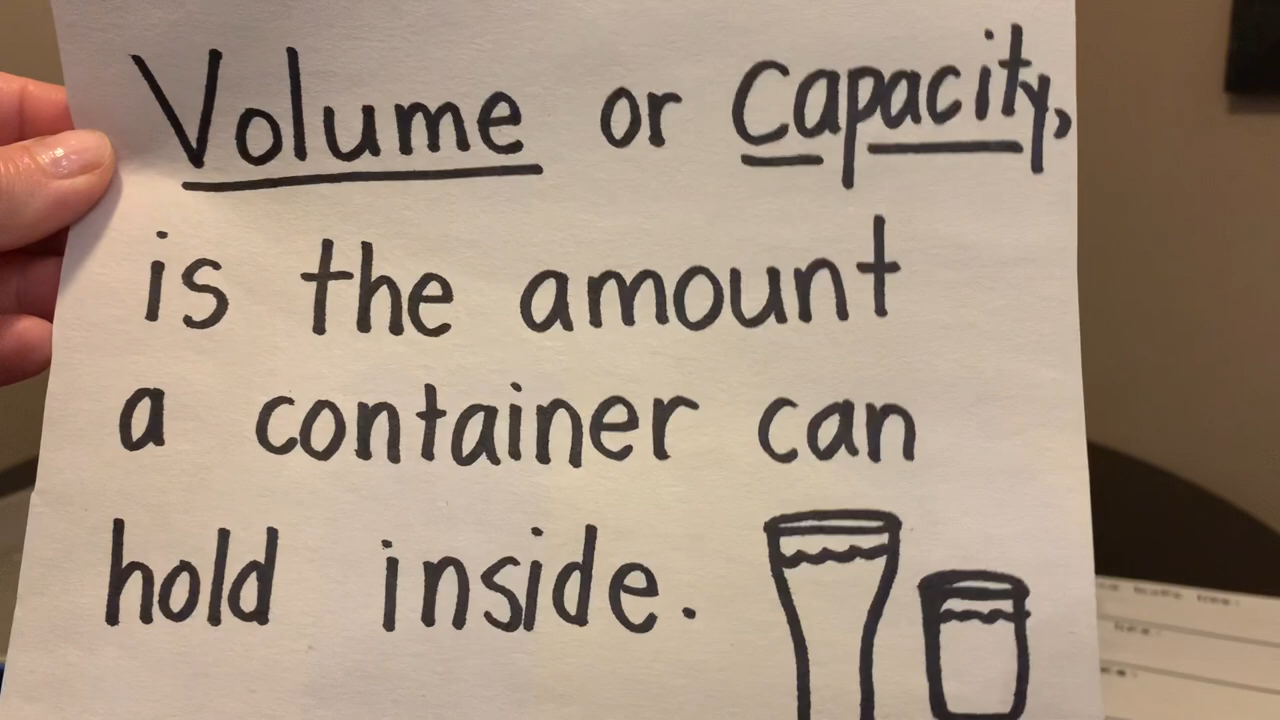 Volume or Capacity,
is the amount
a container can
hold inside.